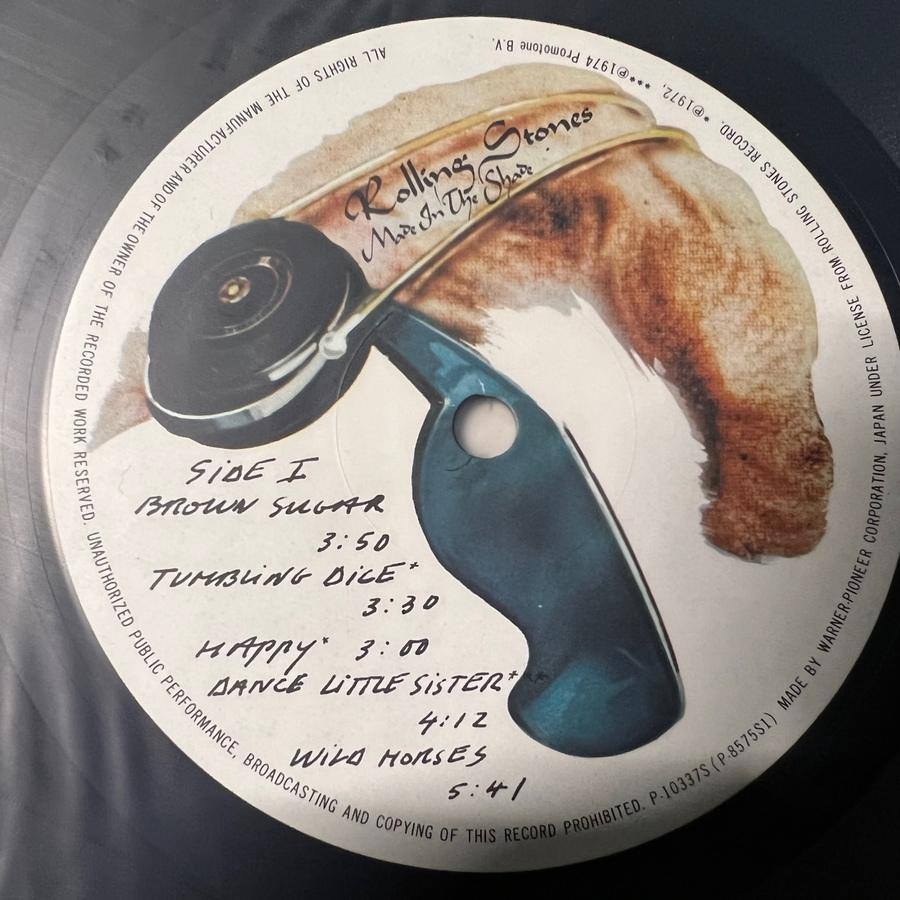 Rolling Stones
Made In The Shade
SIDE I
BROWN SUGAR
3:50
TUMBLING DICE*
3:30
HAPPY* 3:00
DANCE LITTLE SISTER***
4:12
WILD HORSES
5:41
ALL RIGHTS OF THE MANUFACTURER AND OF THE OWNER OF THE RECORDED WORK RESERVED. UNAUTHORIZED PUBLIC PERFORMANCE, BROADCASTING AND COPYING OF THIS RECORD PROHIBITED. P-10337S (P-8575S1) MADE BY WARNER-PIONEER CORPORATION, JAPAN UNDER LICENSE FROM ROLLING STONES RECORD. *℗1972, ***℗1974 Promotone B.V.